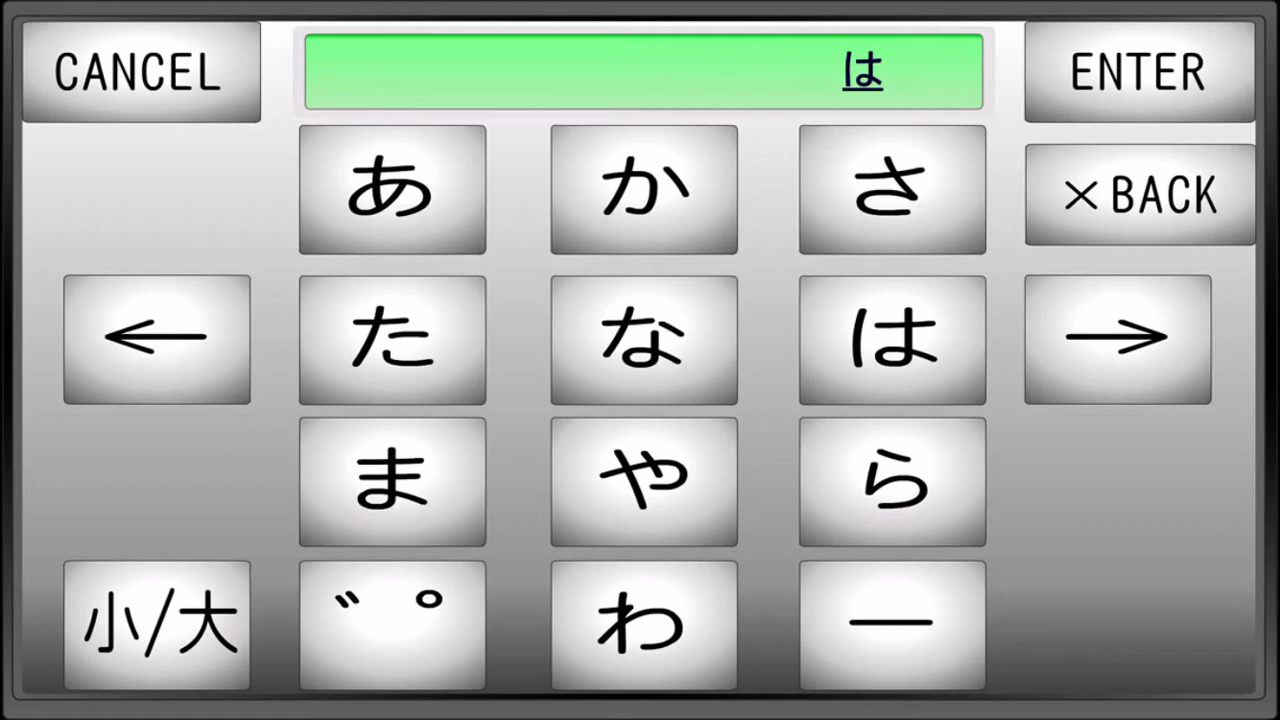 CANCEL は ENTER
あ か さ ×BACK
← た な は →
ま や ら
小/大 ゛゜ わ ー